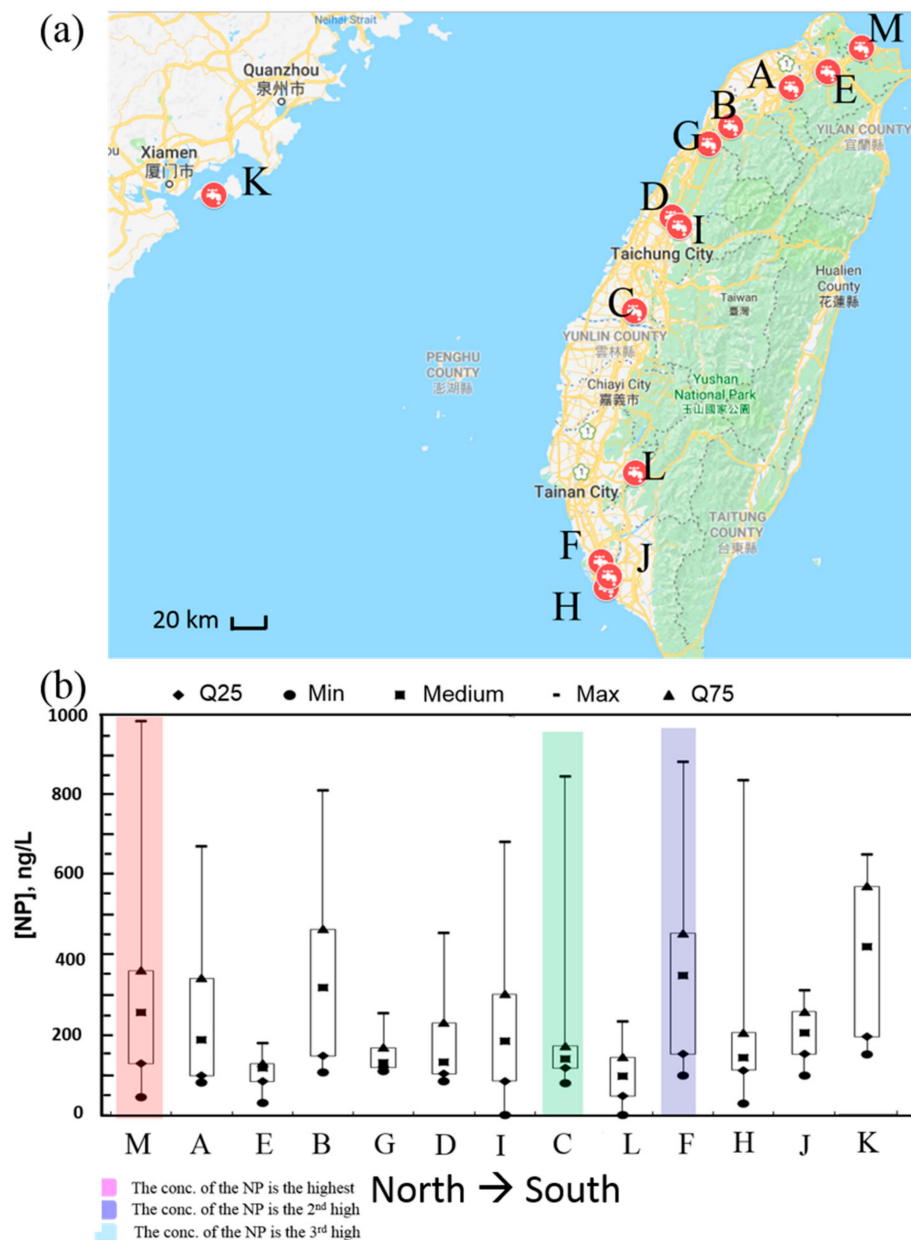 (a)
Neihai Strait
M
Quanzhou
泉州市
A
E
B
YILAN COUNTY
宜蘭縣
G
Xiamen
厦门市
K
D
I
Taichung City
Hualien
County
花蓮縣
Taiwan
臺灣
C
YUNLIN COUNTY
雲林縣
PENGHU
COUNTY
澎湖縣
Chiayi City
嘉義市
Yushan
National Park
玉山國家公園
1
1
1
L
Tainan City
TAITUNG
COUNTY
台東縣
F
J
H
20 km
(b)
Q25 Min Medium Max Q75
1000
800
600
400
200
0
[NP], ng/L
M A E B G D I C L F H J K
North → South
The conc. of the NP is the highest
The conc. of the NP is the 2nd high
The conc. of the NP is the 3rd high